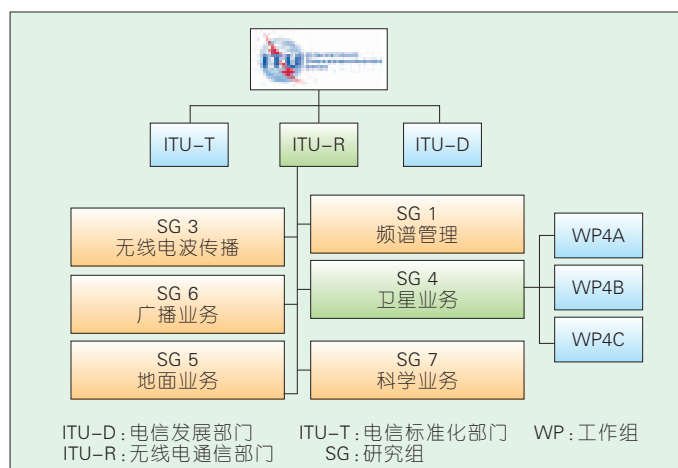 ITU
ITU-T
ITU-R
ITU-D
SG 3
无线电波传播
SG 1
频谱管理
SG 6
广播业务
SG 4
卫星业务
SG 5
地面业务
SG 7
科学业务
WP4A
WP4B
WP4C
ITU-D:电信发展部门 ITU-T:电信标准化部门 WP:工作组
ITU-R:无线电通信部门 SG:研究组